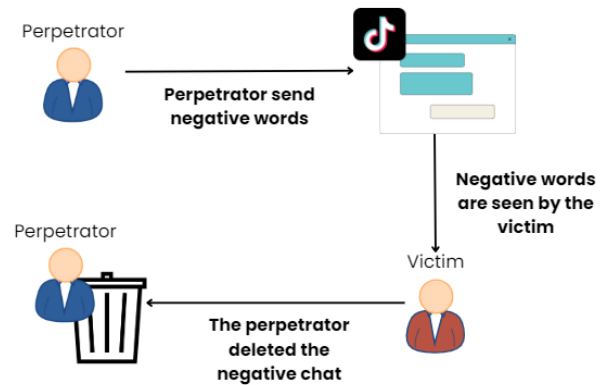 Perpetrator
Perpetrator send
negative words
Negative words
are seen by the
victim
Perpetrator
Victim
The perpetrator
deleted the
negative chat